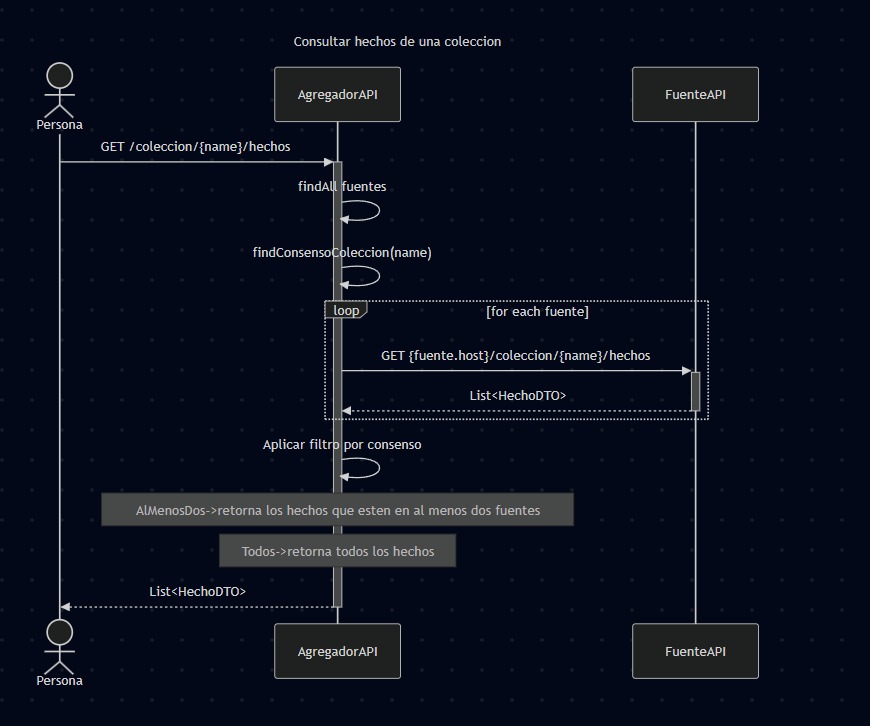 Consultar hechos de una coleccion
AgregadorAPI
FuenteAPI
Persona
GET /coleccion/{name}/hechos
findAll fuentes
findConsensoColeccion(name)
loop
[for each fuente]
GET {fuente.host}/coleccion/{name}/hechos
List<HechoDTO>
Aplicar filtro por consenso
AlMenosDos->retorna los hechos que esten en al menos dos fuentes
Todos->retorna todos los hechos
List<HechoDTO>
AgregadorAPI
FuenteAPI
Persona